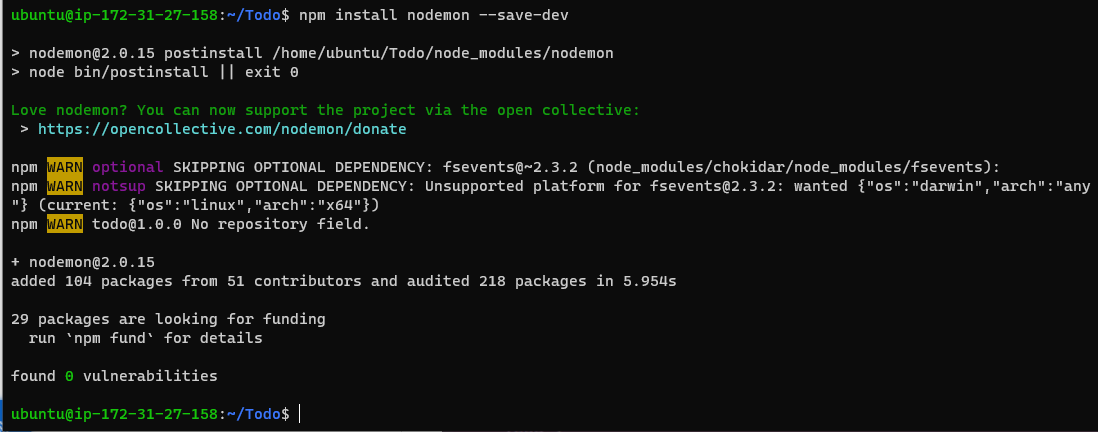 ubuntu@ip-172-31-27-158:~/Todo$ npm install nodemon --save-dev
> nodemon@2.0.15 postinstall /home/ubuntu/Todo/node_modules/nodemon
> node bin/postinstall || exit 0
Love nodemon? You can now support the project via the open collective:
 > https://opencollective.com/nodemon/donate
npm WARN optional SKIPPING OPTIONAL DEPENDENCY: fsevents@~2.3.2 (node_modules/chokidar/node_modules/fsevents):
npm WARN notsup SKIPPING OPTIONAL DEPENDENCY: Unsupported platform for fsevents@2.3.2: wanted {"os":"darwin","arch":"any
"} (current: {"os":"linux","arch":"x64"})
npm WARN todo@1.0.0 No repository field.
+ nodemon@2.0.15
added 104 packages from 51 contributors and audited 218 packages in 5.954s
29 packages are looking for funding
  run `npm fund` for details
found 0 vulnerabilities
ubuntu@ip-172-31-27-158:~/Todo$